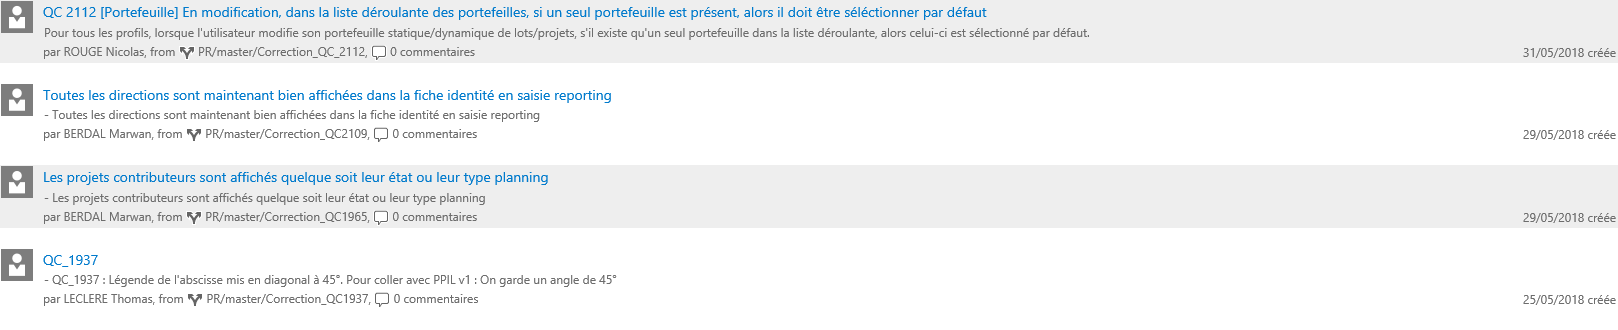 QC 2112 [Portefeuille] En modification, dans la liste déroulante des portefeilles, si un seul portefeuille est présent, alors il doit être séléctionner par défaut
Pour tous les profils, lorsque l'utilisateur modifie son portefeuille statique/dynamique de lots/projets, s'il existe qu'un seul portefeuille dans la liste déroulante, alors celui-ci est sélectionné par défaut.
par ROUGE Nicolas, from PR/master/Correction_QC_2112, 0 commentaires
31/05/2018 créée
Toutes les directions sont maintenant bien affichées dans la fiche identité en saisie reporting
- Toutes les directions sont maintenant bien affichées dans la fiche identité en saisie reporting
par BERDAL Marwan, from PR/master/Correction_QC2109, 0 commentaires
29/05/2018 créée
Les projets contributeurs sont affichés quelque soit leur état ou leur type planning
- Les projets contributeurs sont affichés quelque soit leur état ou leur type planning
par BERDAL Marwan, from PR/master/Correction_QC1965, 0 commentaires
29/05/2018 créée
QC_1937
- QC_1937 : Légende de l'abscisse mis en diagonal à 45°. Pour coller avec PPIL v1 : On garde un angle de 45°
par LECLERE Thomas, from PR/master/Correction_QC1937, 0 commentaires
25/05/2018 créée